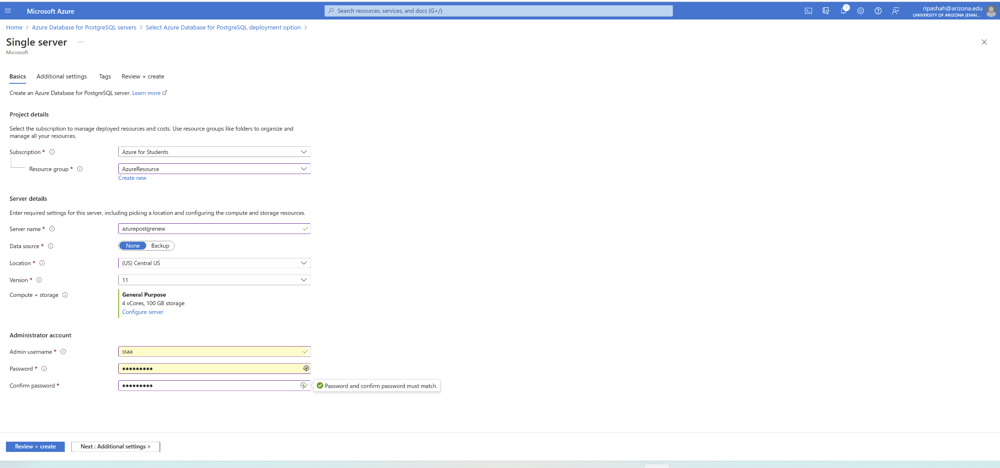 Microsoft Azure
Search resources, services, and docs (G+/)
1
ripashah@arizona.edu
UNIVERSITY OF ARIZONA (EMAI...
Home > Azure Database for PostgreSQL servers > Select Azure Database for PostgreSQL deployment option >
Single server ...
Microsoft
Basics Additional settings Tags Review + create
Create an Azure Database for PostgreSQL server. Learn more
Project details
Select the subscription to manage deployed resources and costs. Use resource groups like folders to organize and
manage all your resources.
Subscription * Azure for Students
Resource group * AzureResource
Create new
Server details
Enter required settings for this server, including picking a location and configuring the compute and storage resources.
Server name * azurepostgrenew
Data source * None Backup
Location * (US) Central US
Version * 11
Compute + storage General Purpose
4 vCores, 100 GB storage
Configure server
Administrator account
Admin username * ssaa
Password * •••••••••
Confirm password * ••••••••• Password and confirm password must match.
Review + create Next : Additional settings >